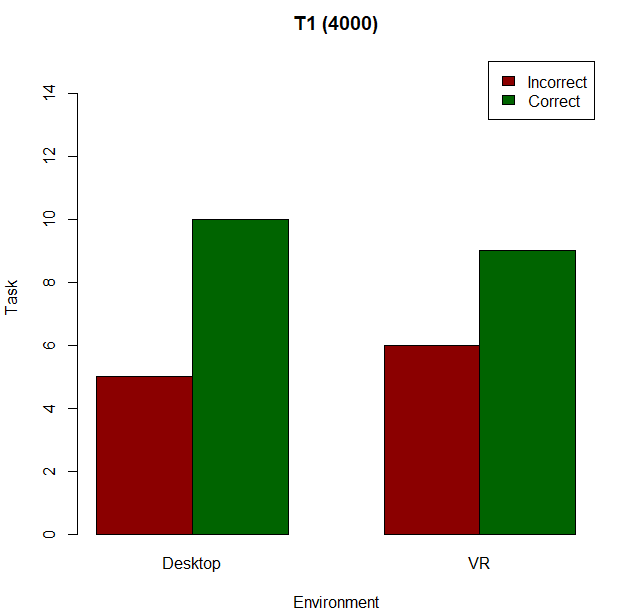 T1 (4000)
Incorrect
Correct
14
12
10
8
6
4
2
0
Task
Desktop
VR
Environment